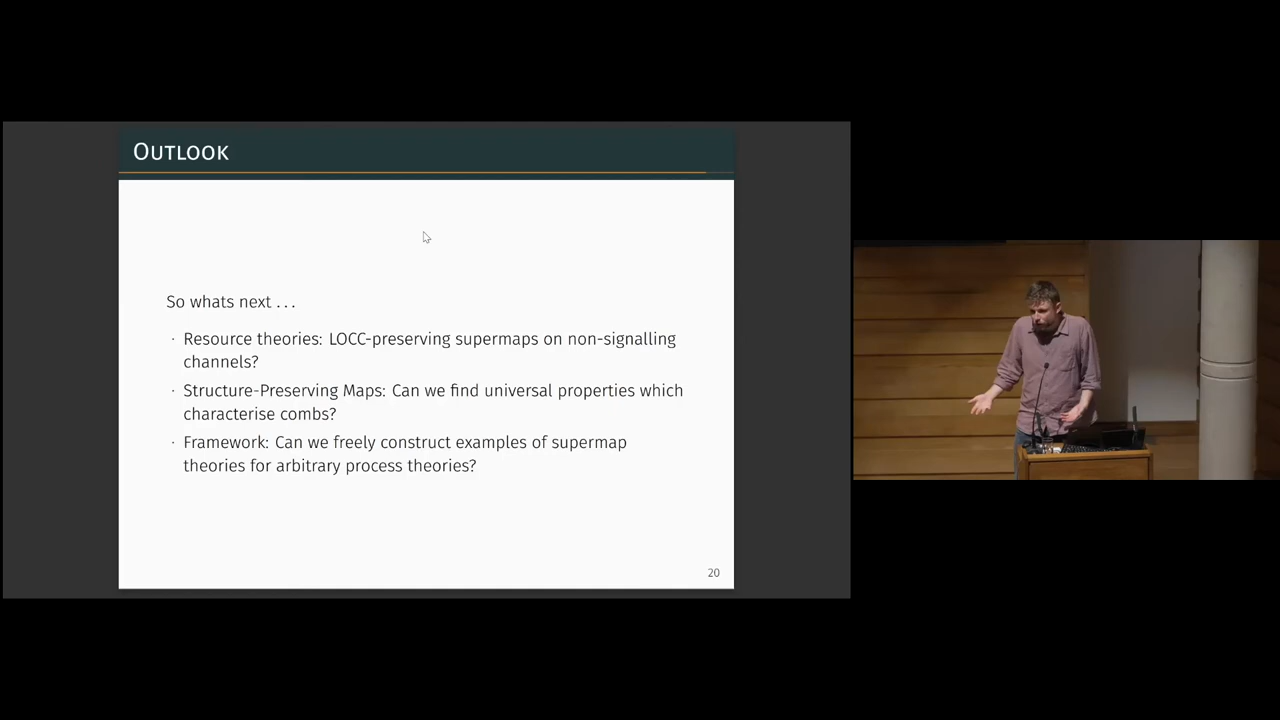 Outlook
So whats next ...
· Resource theories: LOCC-preserving supermaps on non-signalling
channels?
· Structure-Preserving Maps: Can we find universal properties which
characterise combs?
· Framework: Can we freely construct examples of supermap
theories for arbitrary process theories?
20